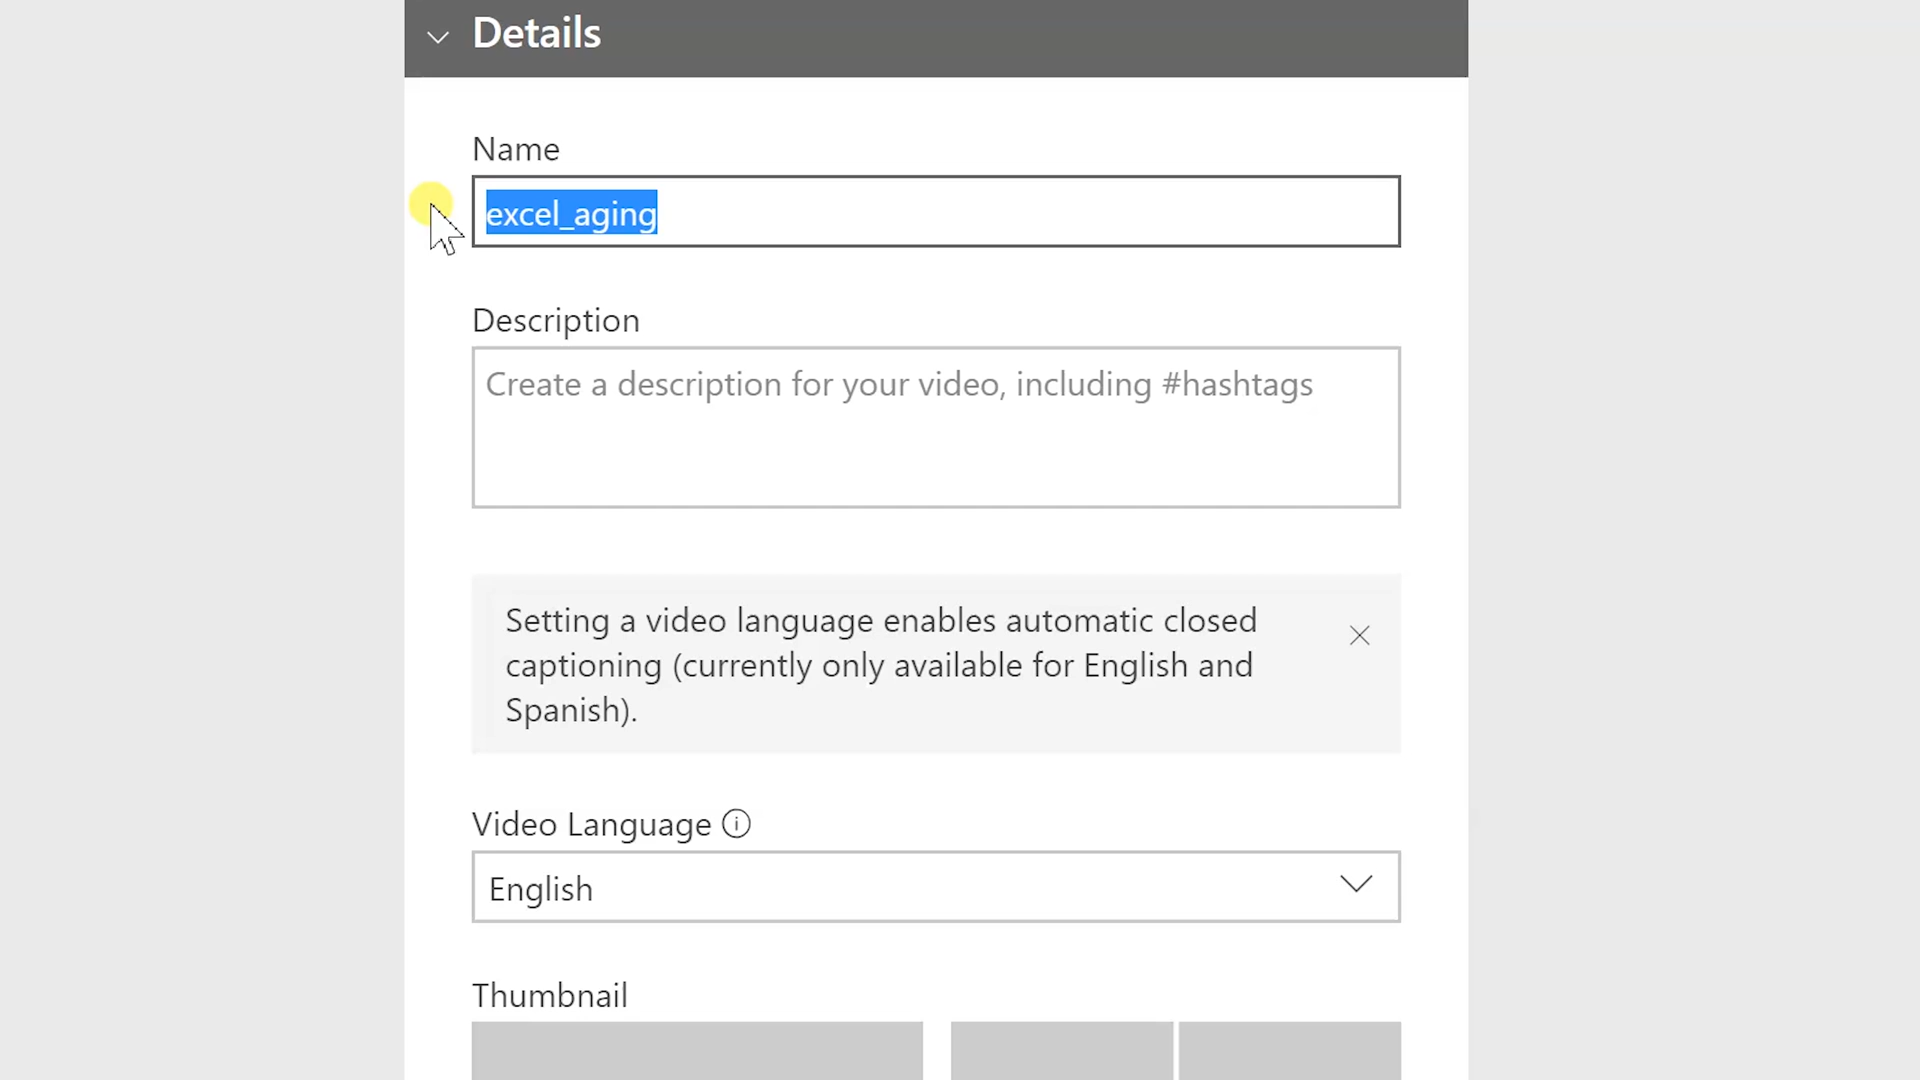 Details
Name
excel_aging
Description
Create a description for your video, including #hashtags
Setting a video language enables automatic closed
captioning (currently only available for English and
Spanish).
Video Language
English
Thumbnail